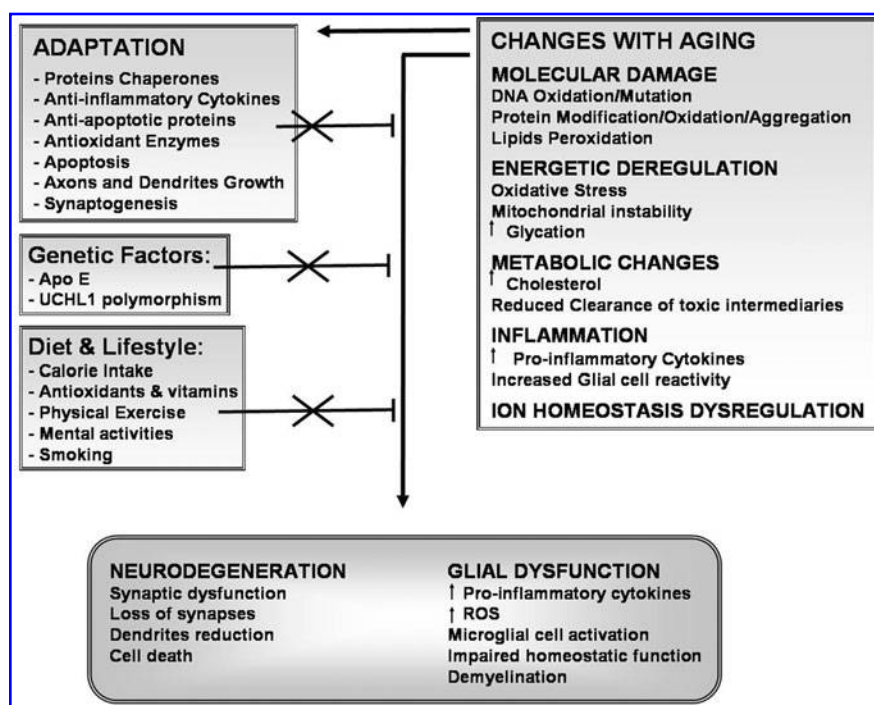 ADAPTATION
- Proteins Chaperones
- Anti-inflammatory Cytokines
- Anti-apoptotic proteins
- Antioxidant Enzymes
- Apoptosis
- Axons and Dendrites Growth
- Synaptogenesis
Genetic Factors:
- Apo E
- UCHL1 polymorphism
Diet & Lifestyle:
- Calorie Intake
- Antioxidants & vitamins
- Physical Exercise
- Mental activities
- Smoking
CHANGES WITH AGING
MOLECULAR DAMAGE
DNA Oxidation/Mutation
Protein Modification/Oxidation/Aggregation
Lipids Peroxidation
ENERGETIC DEREGULATION
Oxidative Stress
Mitochondrial instability
↑ Glycation
METABOLIC CHANGES
↑ Cholesterol
Reduced Clearance of toxic intermediaries
INFLAMMATION
↑ Pro-inflammatory Cytokines
Increased Glial cell reactivity
ION HOMEOSTASIS DYSREGULATION
NEURODEGENERATION
Synaptic dysfunction
Loss of synapses
Dendrites reduction
Cell death
GLIAL DYSFUNCTION
↑ Pro-inflammatory cytokines
↑ ROS
Microglial cell activation
Impaired homeostatic function
Demyelination